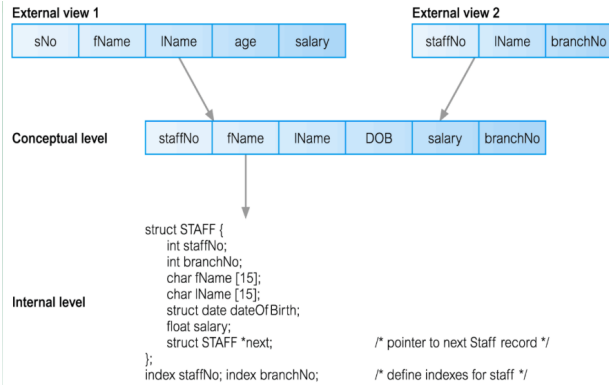 External view 1 External view 2
sNo fName lName age salary staffNo lName branchNo
Conceptual level staffNo fName lName DOB salary branchNo
struct STAFF {
int staffNo;
int branchNo;
char fName [15];
char lName [15];
Internal level struct date dateOfBirth;
float salary;
struct STAFF *next; /* pointer to next Staff record */
};
index staffNo; index branchNo; /* define indexes for staff */